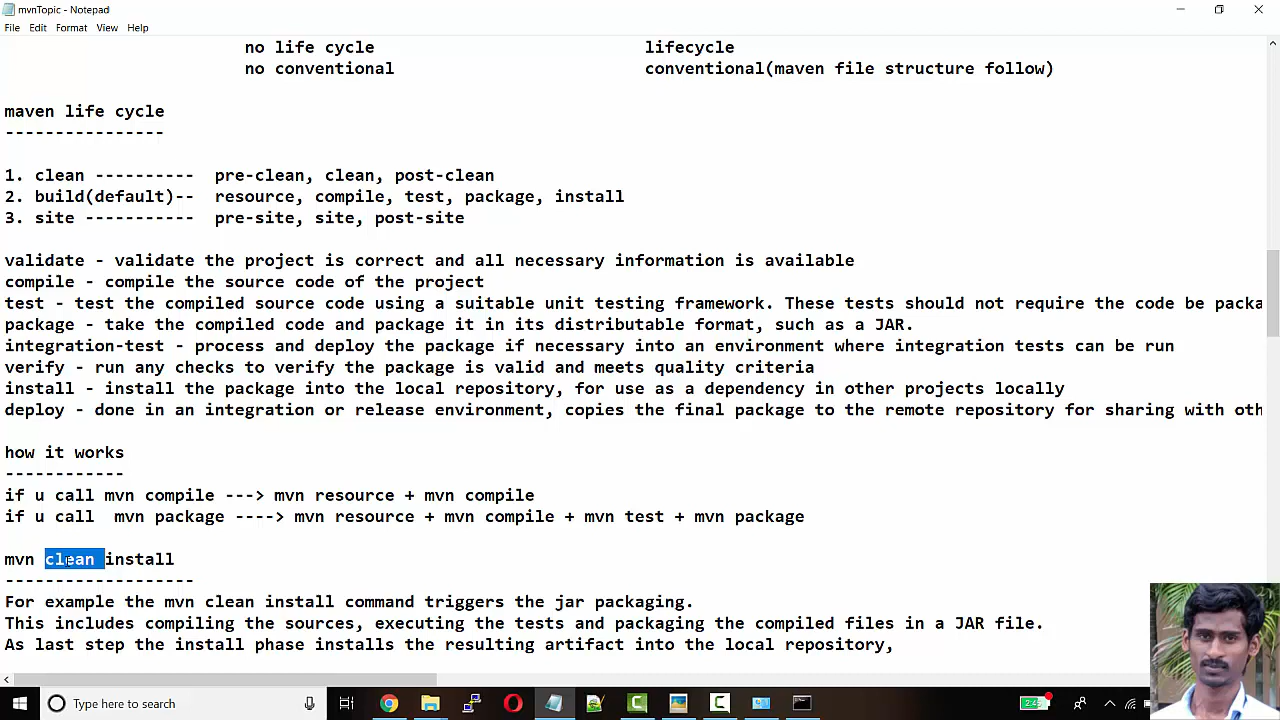 mvnTopic - Notepad
File Edit Format View Help
no life cycle lifecycle
no conventional conventional(maven file structure follow)
maven life cycle
----------------
1. clean ---------- pre-clean, clean, post-clean
2. build(default)-- resource, compile, test, package, install
3. site ----------- pre-site, site, post-site
validate - validate the project is correct and all necessary information is available
compile - compile the source code of the project
test - test the compiled source code using a suitable unit testing framework. These tests should not require the code be packa
package - take the compiled code and package it in its distributable format, such as a JAR.
integration-test - process and deploy the package if necessary into an environment where integration tests can be run
verify - run any checks to verify the package is valid and meets quality criteria
install - install the package into the local repository, for use as a dependency in other projects locally
deploy - done in an integration or release environment, copies the final package to the remote repository for sharing with oth
how it works
------------
if u call mvn compile ---> mvn resource + mvn compile
if u call  mvn package ----> mvn resource + mvn compile + mvn test + mvn package
mvn clean install
-------------------
For example the mvn clean install command triggers the jar packaging.
This includes compiling the sources, executing the tests and packaging the compiled files in a JAR file.
As last step the install phase installs the resulting artifact into the local repository,
Type here to search